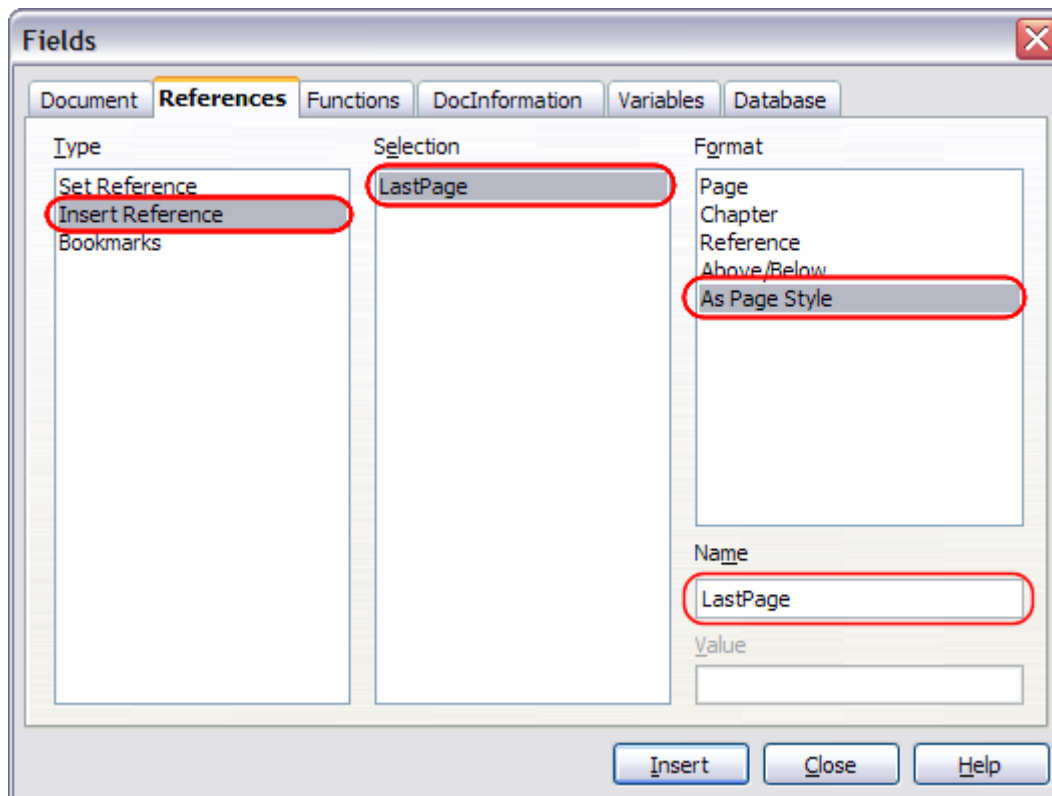 Fields
Document References Functions DocInformation Variables Database
Type Selection Format
Set Reference LastPage Page
Insert Reference Chapter
Bookmarks Reference
Above/Below
As Page Style
Name
LastPage
Value
Insert Close Help